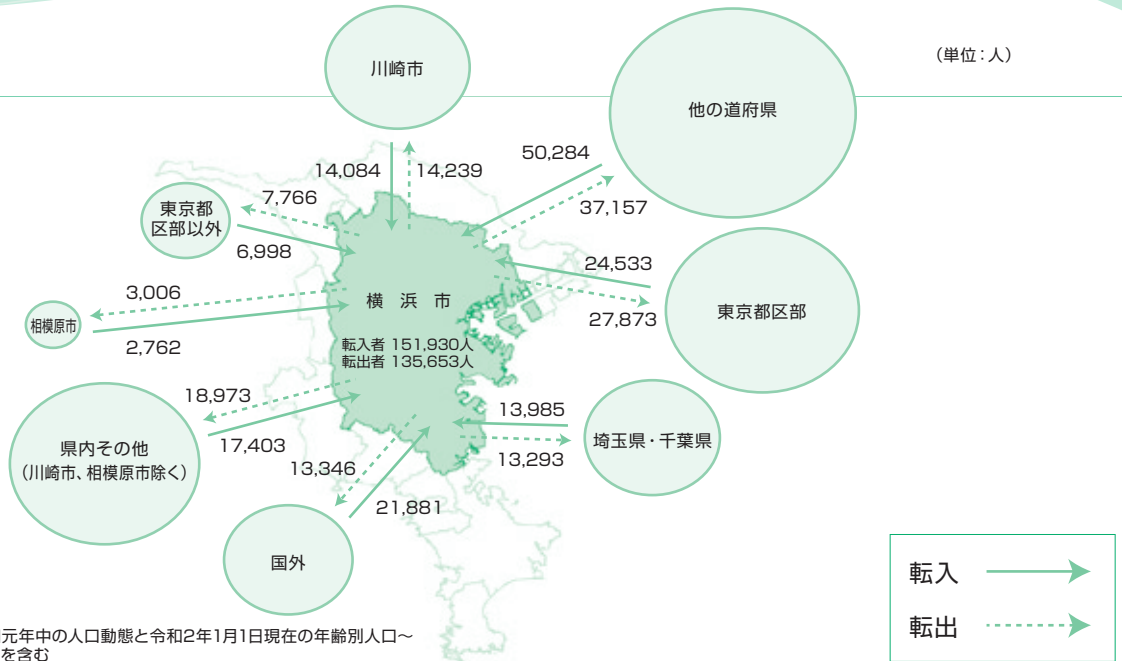 (単位:人)
川崎市
他の道府県
14,084
14,239
50,284
37,157
東京都
区部以外
7,766
6,998
24,533
27,873
東京都区部
相模原市
3,006
2,762
横 浜 市
転入者 151,930人
転出者 135,653人
県内その他
(川崎市、相模原市除く)
18,973
17,403
13,985
13,293
埼玉県・千葉県
13,346
21,881
国外
転入
転出
元年中の人口動態と令和2年1月1日現在の年齢別人口~
を含む